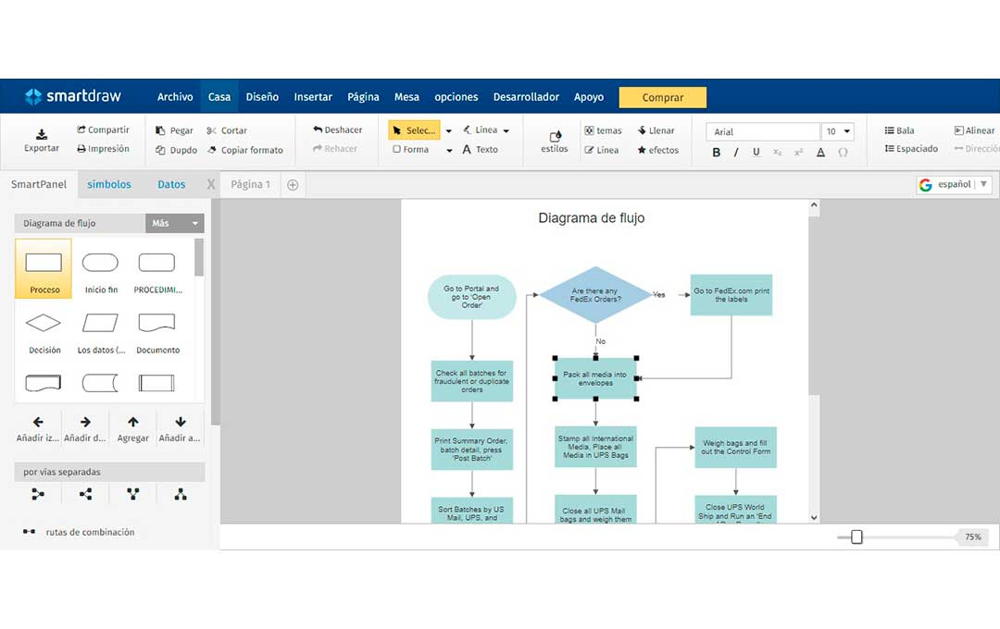 smartdraw
Archivo Casa Diseño Insertar Página Mesa opciones Desarrollador Apoyo Comprar
Exportar
Compartir
Impresión
Pegar
Cortar
Dupdo
Copiar formato
Deshacer
Rehacer
Selec...
Línea
Forma
Texto
estilos
temas
Llenar
Línea
efectos
Arial 10
B I U X₂ X² A
Bala
Alinear
Espaciado
SmartPanel símbolos Datos X
Página 1
español
Diagrama de flujo Más
Proceso
Inicio fin
PROCEDIMI...
Decisión
Los datos (...
Documento
Añadir iz...
Añadir d...
Agregar
Añadir a...
por vías separadas
rutas de combinación
Diagrama de flujo
Go to Portal and
go to 'Open
Order'
Check all batches for
fraudulent or duplicate
orders
Print Summary Order,
batch detail, press
'Post Batch'
Sort Batches by US
Mail, UPS, and
Are there any
FedEx Orders?
Yes
No
Go to FedEx.com print
the labels
Pack all media into
envelopes
Stamp all International
Media, Place all
Media in UPS Bags
Close all UPS Mail
bags and weigh them
Weigh bags and fill
out the Control Form
Close UPS World
Ship and Run an 'End
75%